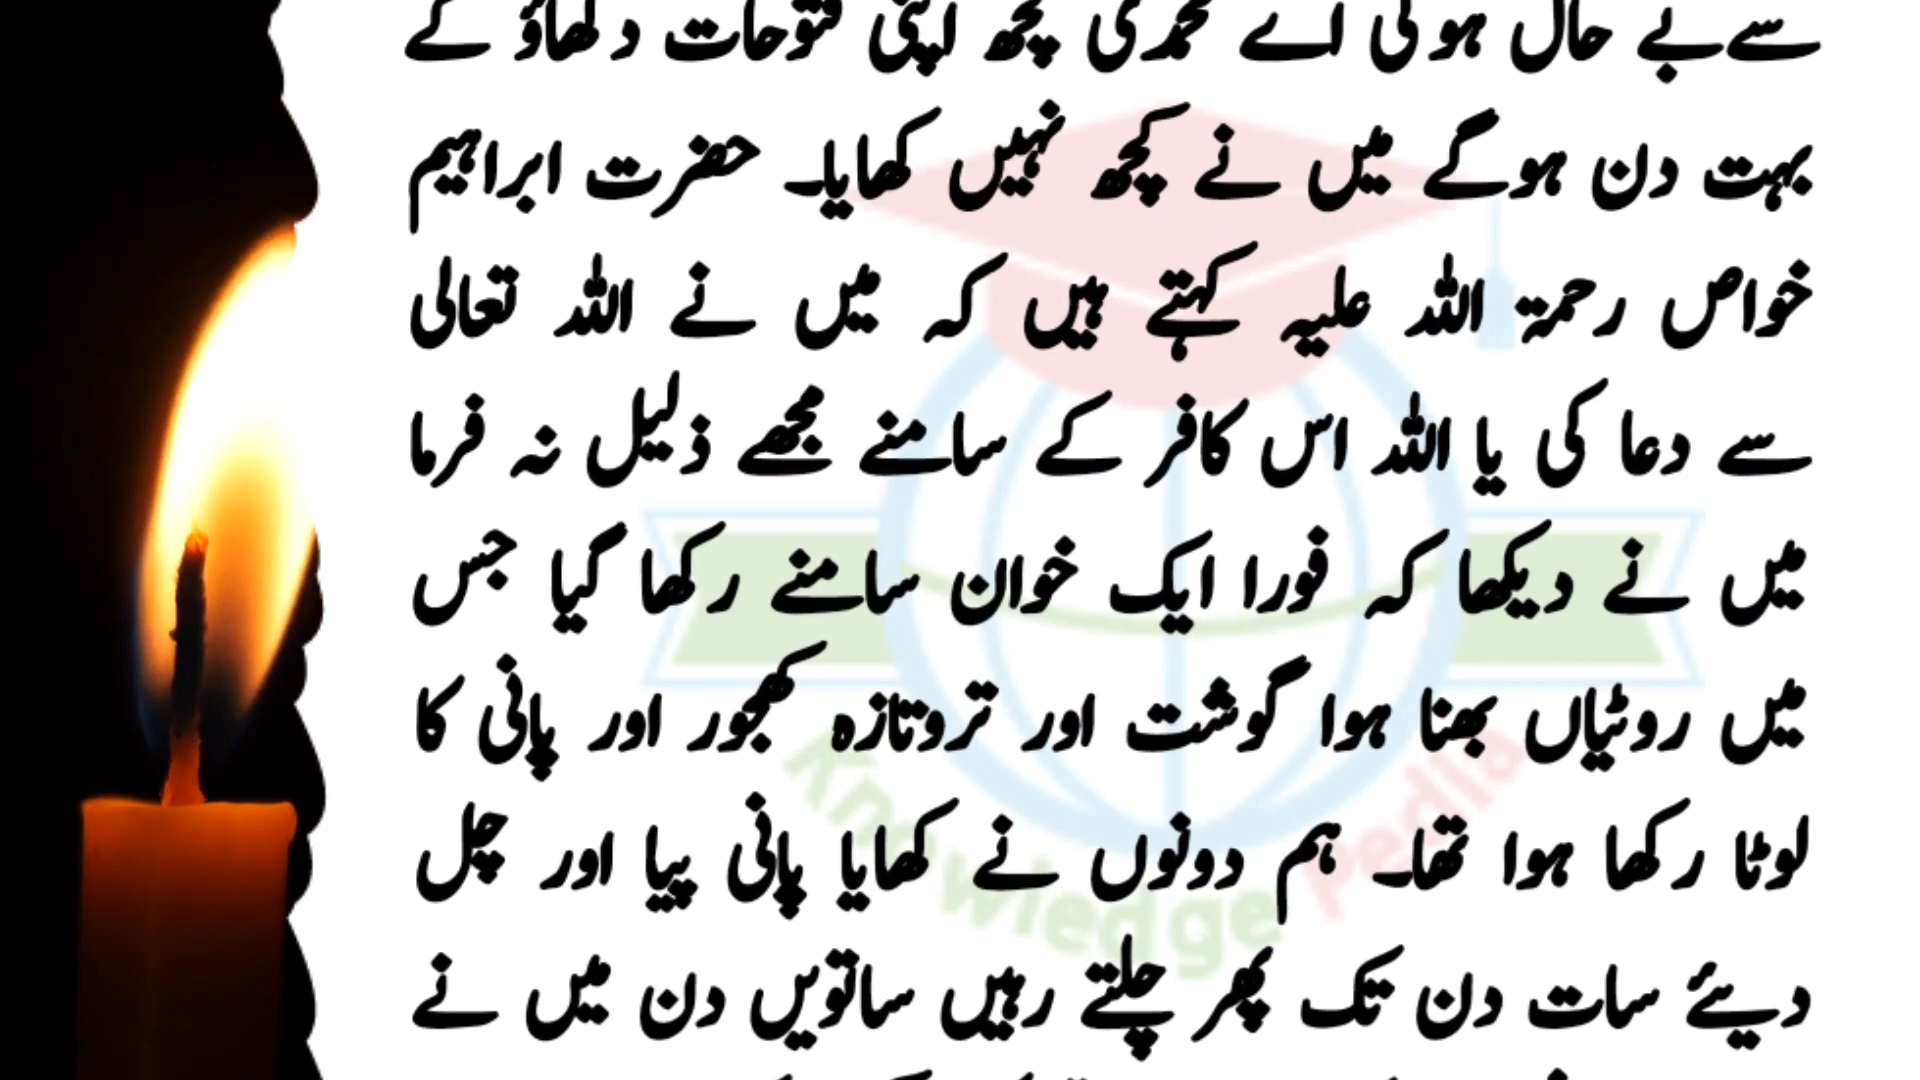 سے بے حال ہوئی اے محمدی کچھ اپنی فتوحات دکھاؤ کے
بہت دن ہوگے میں نے کچھ نہیں کھایا۔ حضرت ابراہیم
خواص رحمۃ اللہ علیہ کہتے ہیں کہ میں نے اللہ تعالی
سے دعا کی یا اللہ اس کافر کے سامنے مجھے ذلیل نہ فرما
میں نے دیکھا کہ فورا ایک خوان سامنے رکھا گیا جس
میں روٹیاں بھنا ہوا گوشت اور تروتازہ کھجور اور پانی کا
لوٹا رکھا ہوا تھا۔ ہم دونوں نے کھایا پانی پیا اور چل
دیئے سات دن تک پھر چلتے رہیں ساتویں دن میں نے
Knowledge Pedia